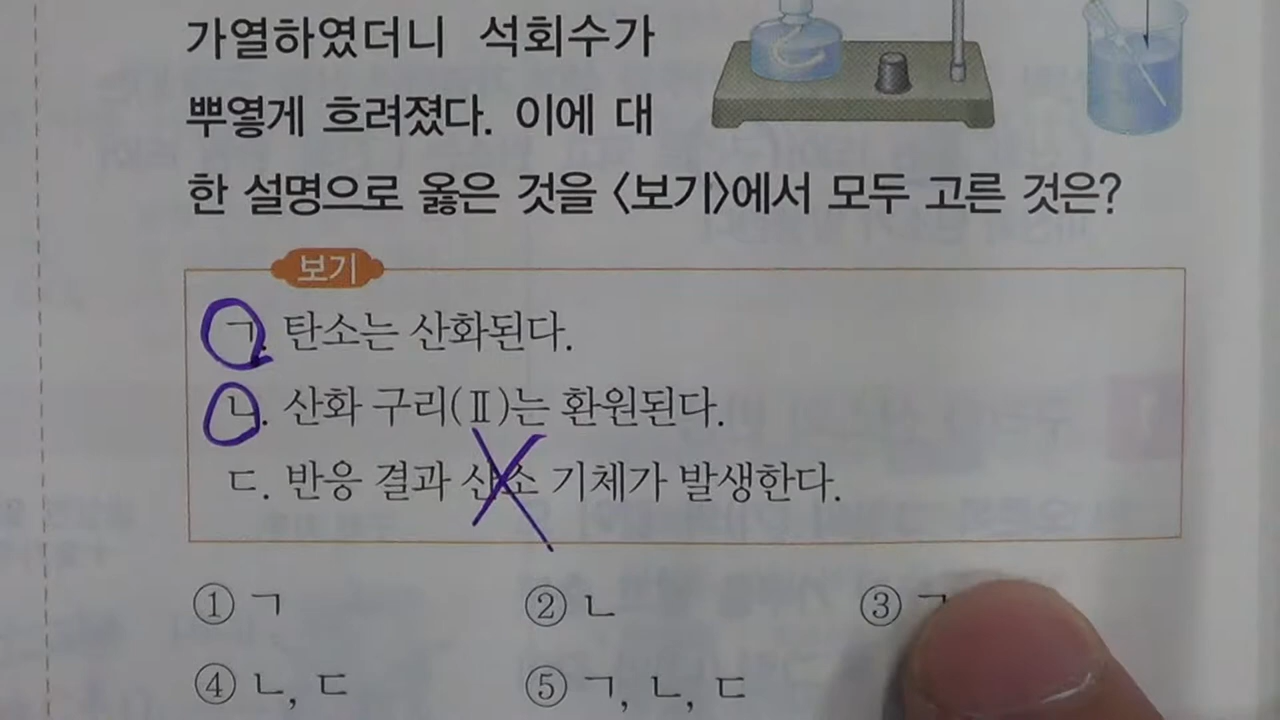 가열하였더니 석회수가
뿌옇게 흐려졌다. 이에 대
한 설명으로 옳은 것을 〈보기〉에서 모두 고른 것은?
보기
ㄱ. 탄소는 산화된다.
ㄴ. 산화 구리(Ⅱ)는 환원된다.
ㄷ. 반응 결과 산소 기체가 발생한다.
① ㄱ ② ㄴ ③ ㄱ
④ ㄴ, ㄷ ⑤ ㄱ, ㄴ, ㄷ